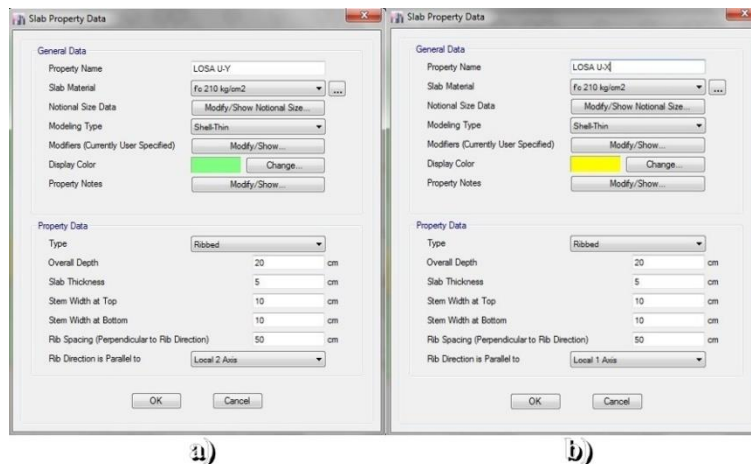 Slab Property Data
General Data
Property Name LOSA U-Y
Slab Material f'c 210 kg/cm2 ...
Notional Size Data Modify/Show Notional Size...
Modeling Type Shell-Thin
Modifiers (Currently User Specified) Modify/Show...
Display Color Change...
Property Notes Modify/Show...
Property Data
Type Ribbed
Overall Depth 20 cm
Slab Thickness 5 cm
Stem Width at Top 10 cm
Stem Width at Bottom 10 cm
Rib Spacing (Perpendicular to Rib Direction) 50 cm
Rib Direction is Parallel to Local 2 Axis
OK Cancel
a)
Slab Property Data
General Data
Property Name LOSA U-X
Slab Material f'c 210 kg/cm2 ...
Notional Size Data Modify/Show Notional Size...
Modeling Type Shell-Thin
Modifiers (Currently User Specified) Modify/Show...
Display Color Change...
Property Notes Modify/Show...
Property Data
Type Ribbed
Overall Depth 20 cm
Slab Thickness 5 cm
Stem Width at Top 10 cm
Stem Width at Bottom 10 cm
Rib Spacing (Perpendicular to Rib Direction) 50 cm
Rib Direction is Parallel to Local 1 Axis
OK Cancel
b)